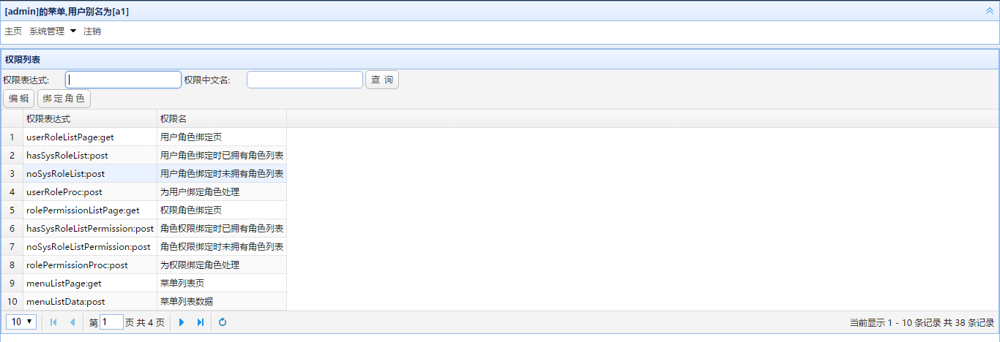 [admin]的菜单,用户别名为[a1]
主页 系统管理 注销
权限列表
权限表达式: 权限中文名: 查 询
编 辑 绑 定 角 色
权限表达式 权限名
1 userRoleListPage:get 用户角色绑定页
2 hasSysRoleList:post 用户角色绑定时已拥有角色列表
3 noSysRoleList:post 用户角色绑定时未拥有角色列表
4 userRoleProc:post 为用户绑定角色处理
5 rolePermissionListPage:get 权限角色绑定页
6 hasSysRoleListPermission:post 角色权限绑定时已拥有角色列表
7 noSysRoleListPermission:post 角色权限绑定时未拥有角色列表
8 rolePermissionProc:post 为权限绑定角色处理
9 menuListPage:get 菜单列表页
10 menuListData:post 菜单列表数据
10 第 1 页 共 4 页 当前显示 1 - 10 条记录 共 38 条记录